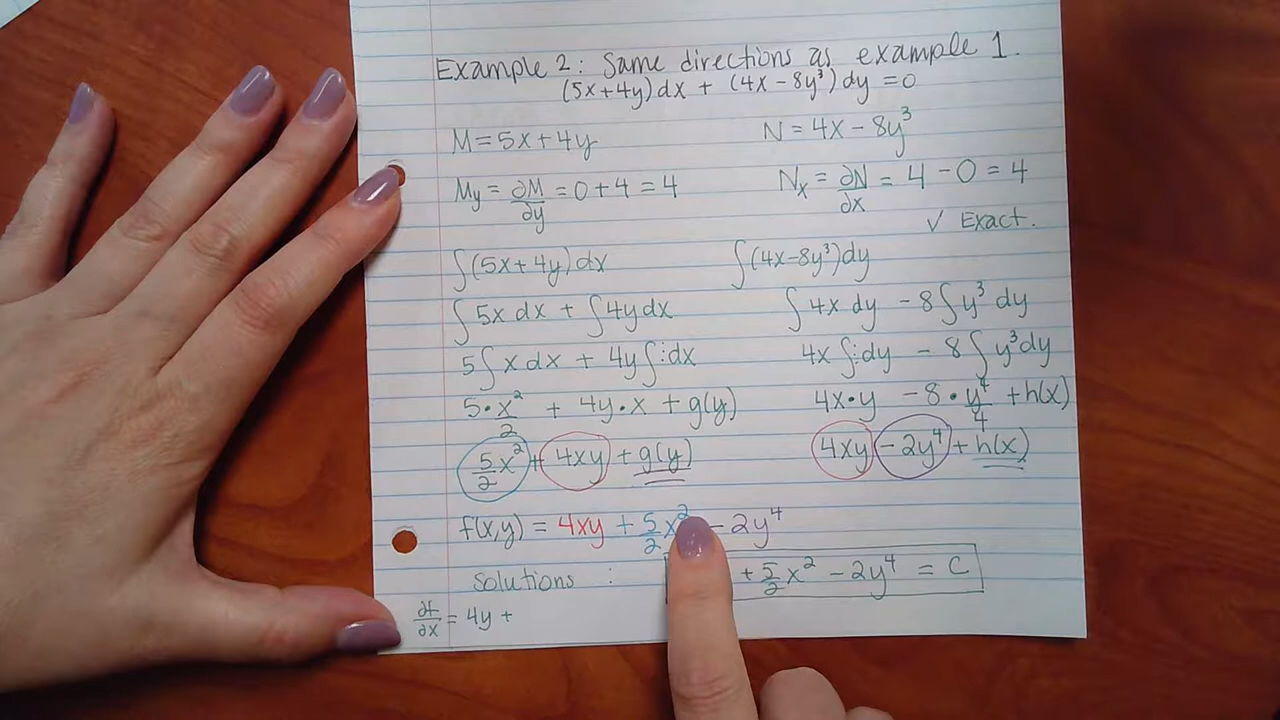 Example 2: Same directions as example 1.
(5x+4y)dx + (4x-8y³)dy = 0
M = 5x+4y N = 4x-8y³
My = ∂M/∂y = 0+4 = 4 Nx = ∂N/∂x = 4-0 = 4
√ Exact.
∫(5x+4y)dx ∫(4x-8y³)dy
∫5x dx + ∫4y dx ∫4x dy - 8∫y³ dy
5∫x dx + 4y∫:dx 4x∫:dy - 8∫y³dy
5·x²/2 + 4y·x + g(y) 4x·y - 8·y⁴/4 + h(x)
5/2x² + 4xy + g(y) 4xy - 2y⁴ + h(x)
f(x,y) = 4xy + 5/2x² - 2y⁴
Solutions : + 5/2x² - 2y⁴ = C
∂f/∂x = 4y +